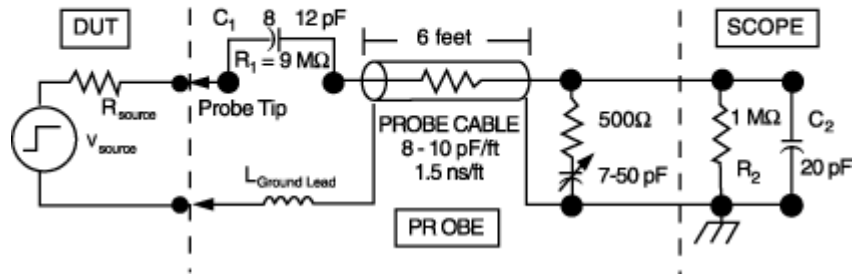 DUT
C1 8 12 pF
R1 = 9 MΩ
6 feet
SCOPE
Rsource
Probe Tip
Vsource
PROBE CABLE
8 - 10 pF/ft
1.5 ns/ft
500Ω
7-50 pF
1 MΩ
R2
C2
20 pF
LGround Lead
PR OBE